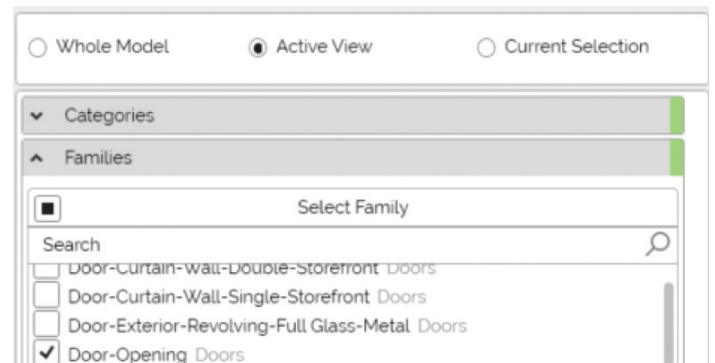 Whole Model Active View Current Selection
Categories
Families
Select Family
Search
Door-Curtain-Wall-Double-Storefront Doors
Door-Curtain-Wall-Single-Storefront Doors
Door-Exterior-Revolving-Full Glass-Metal Doors
Door-Opening Doors